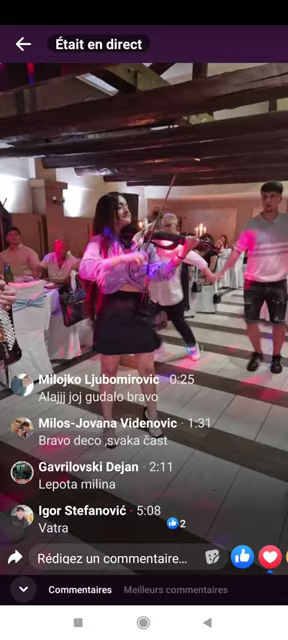 Était en direct
Milojko Ljubomirovic · 0:25
Alajjj joj gudalo bravo
Milos-Jovana Videnovic · 1:31
Bravo deco ,svaka čast
Gavrilovski Dejan · 2:11
Lepota milina
Igor Stefanović · 5:08
Vatra
2
Rédigez un commentaire...
Commentaires Meilleurs commentaires